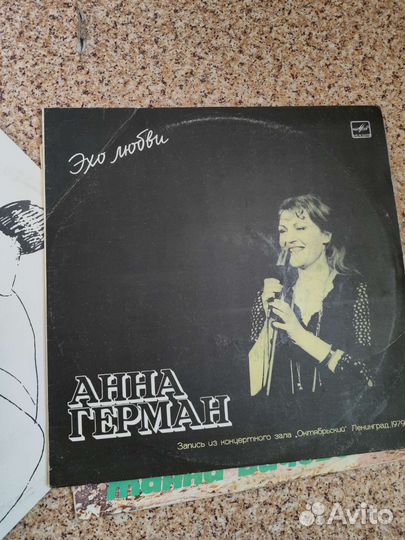 Эхо любви
АННА
ГЕРМАН
Запись из концертного зала „Октябрьский" Ленинград, 1979
Avito